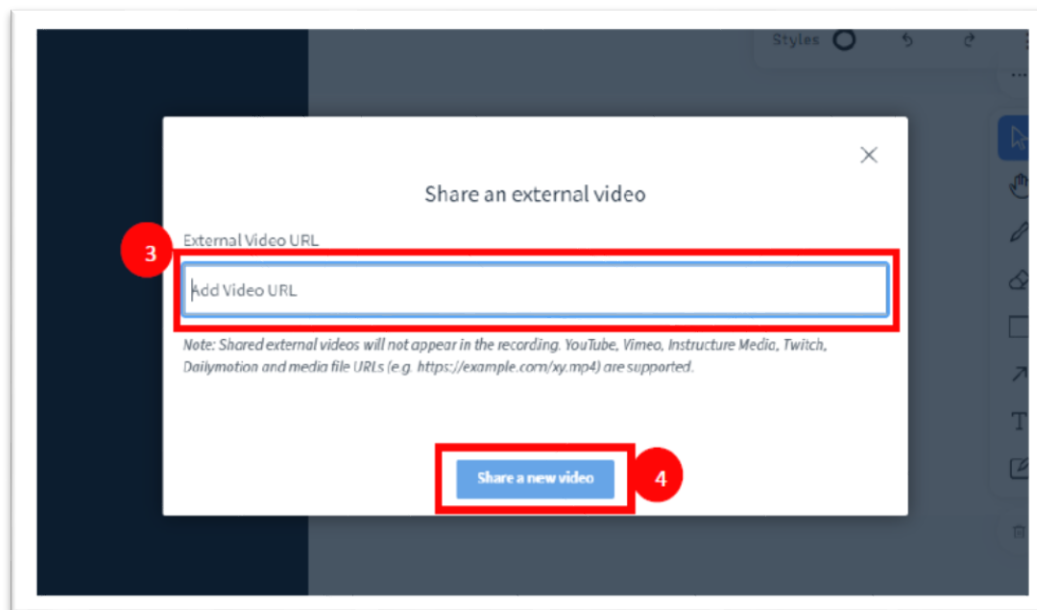 Styles
Share an external video
External Video URL
3
Add Video URL
Note: Shared external videos will not appear in the recording. YouTube, Vimeo, Instructure Media, Twitch,
Dailymotion and media file URLs (e.g. https://example.com/xy.mp4) are supported.
Share a new video
4
T